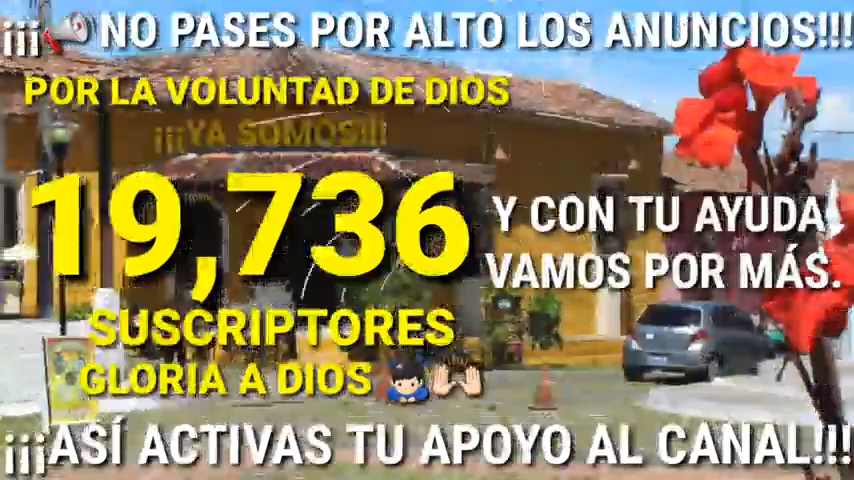 ¡¡¡📢 NO PASES POR ALTO LOS ANUNCIOS!!!
POR LA VOLUNTAD DE DIOS
¡¡¡YA SOMOS!!!
19,736
Y CON TU AYUDA
VAMOS POR MÁS.
SUSCRIPTORES
GLORIA A DIOS🙇🏻‍♂️🙌🏼
¡¡¡ASÍ ACTIVAS TU APOYO AL CANAL!!!